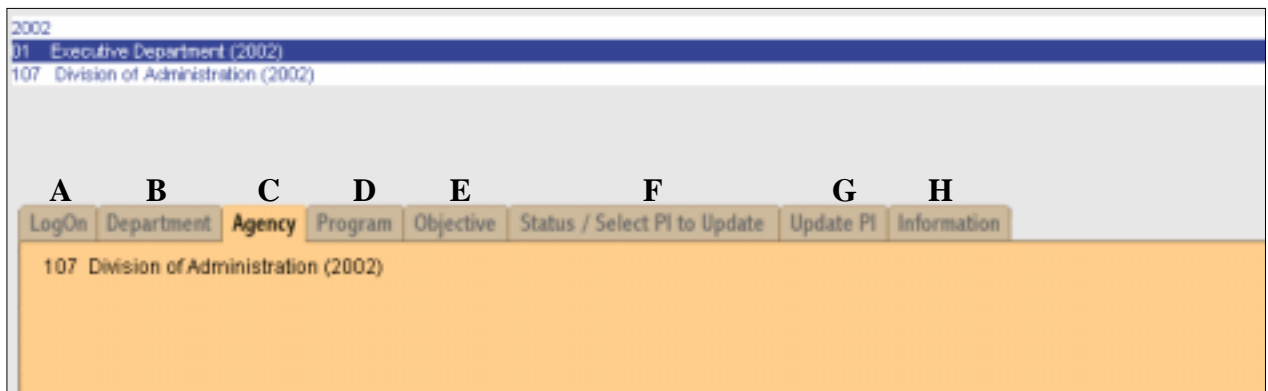 2002
01 Executive Department (2002)
107 Division of Administration (2002)
A B C D E F G H
LogOn Department Agency Program Objective Status / Select PI to Update Update PI Information
107 Division of Administration (2002)